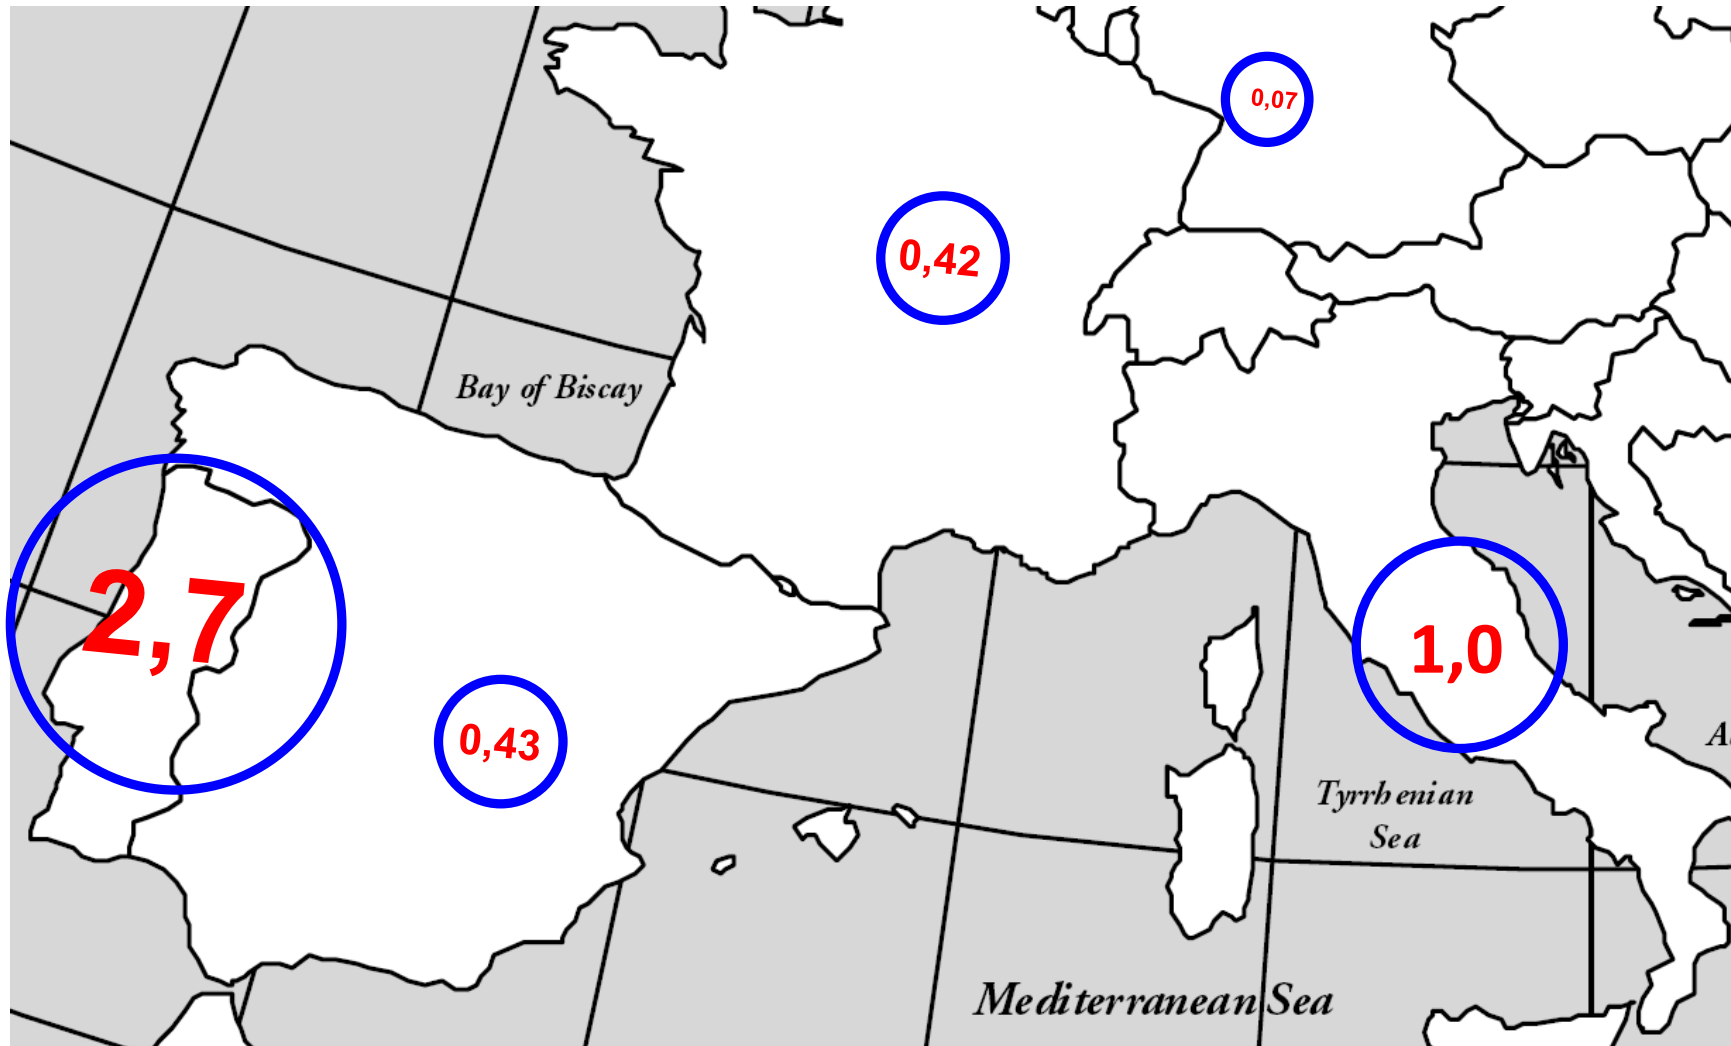 0,07
0,42
Bay of Biscay
2,7
1,0
0,43
A
Tyrrhenian
Sea
Mediterranean Sea